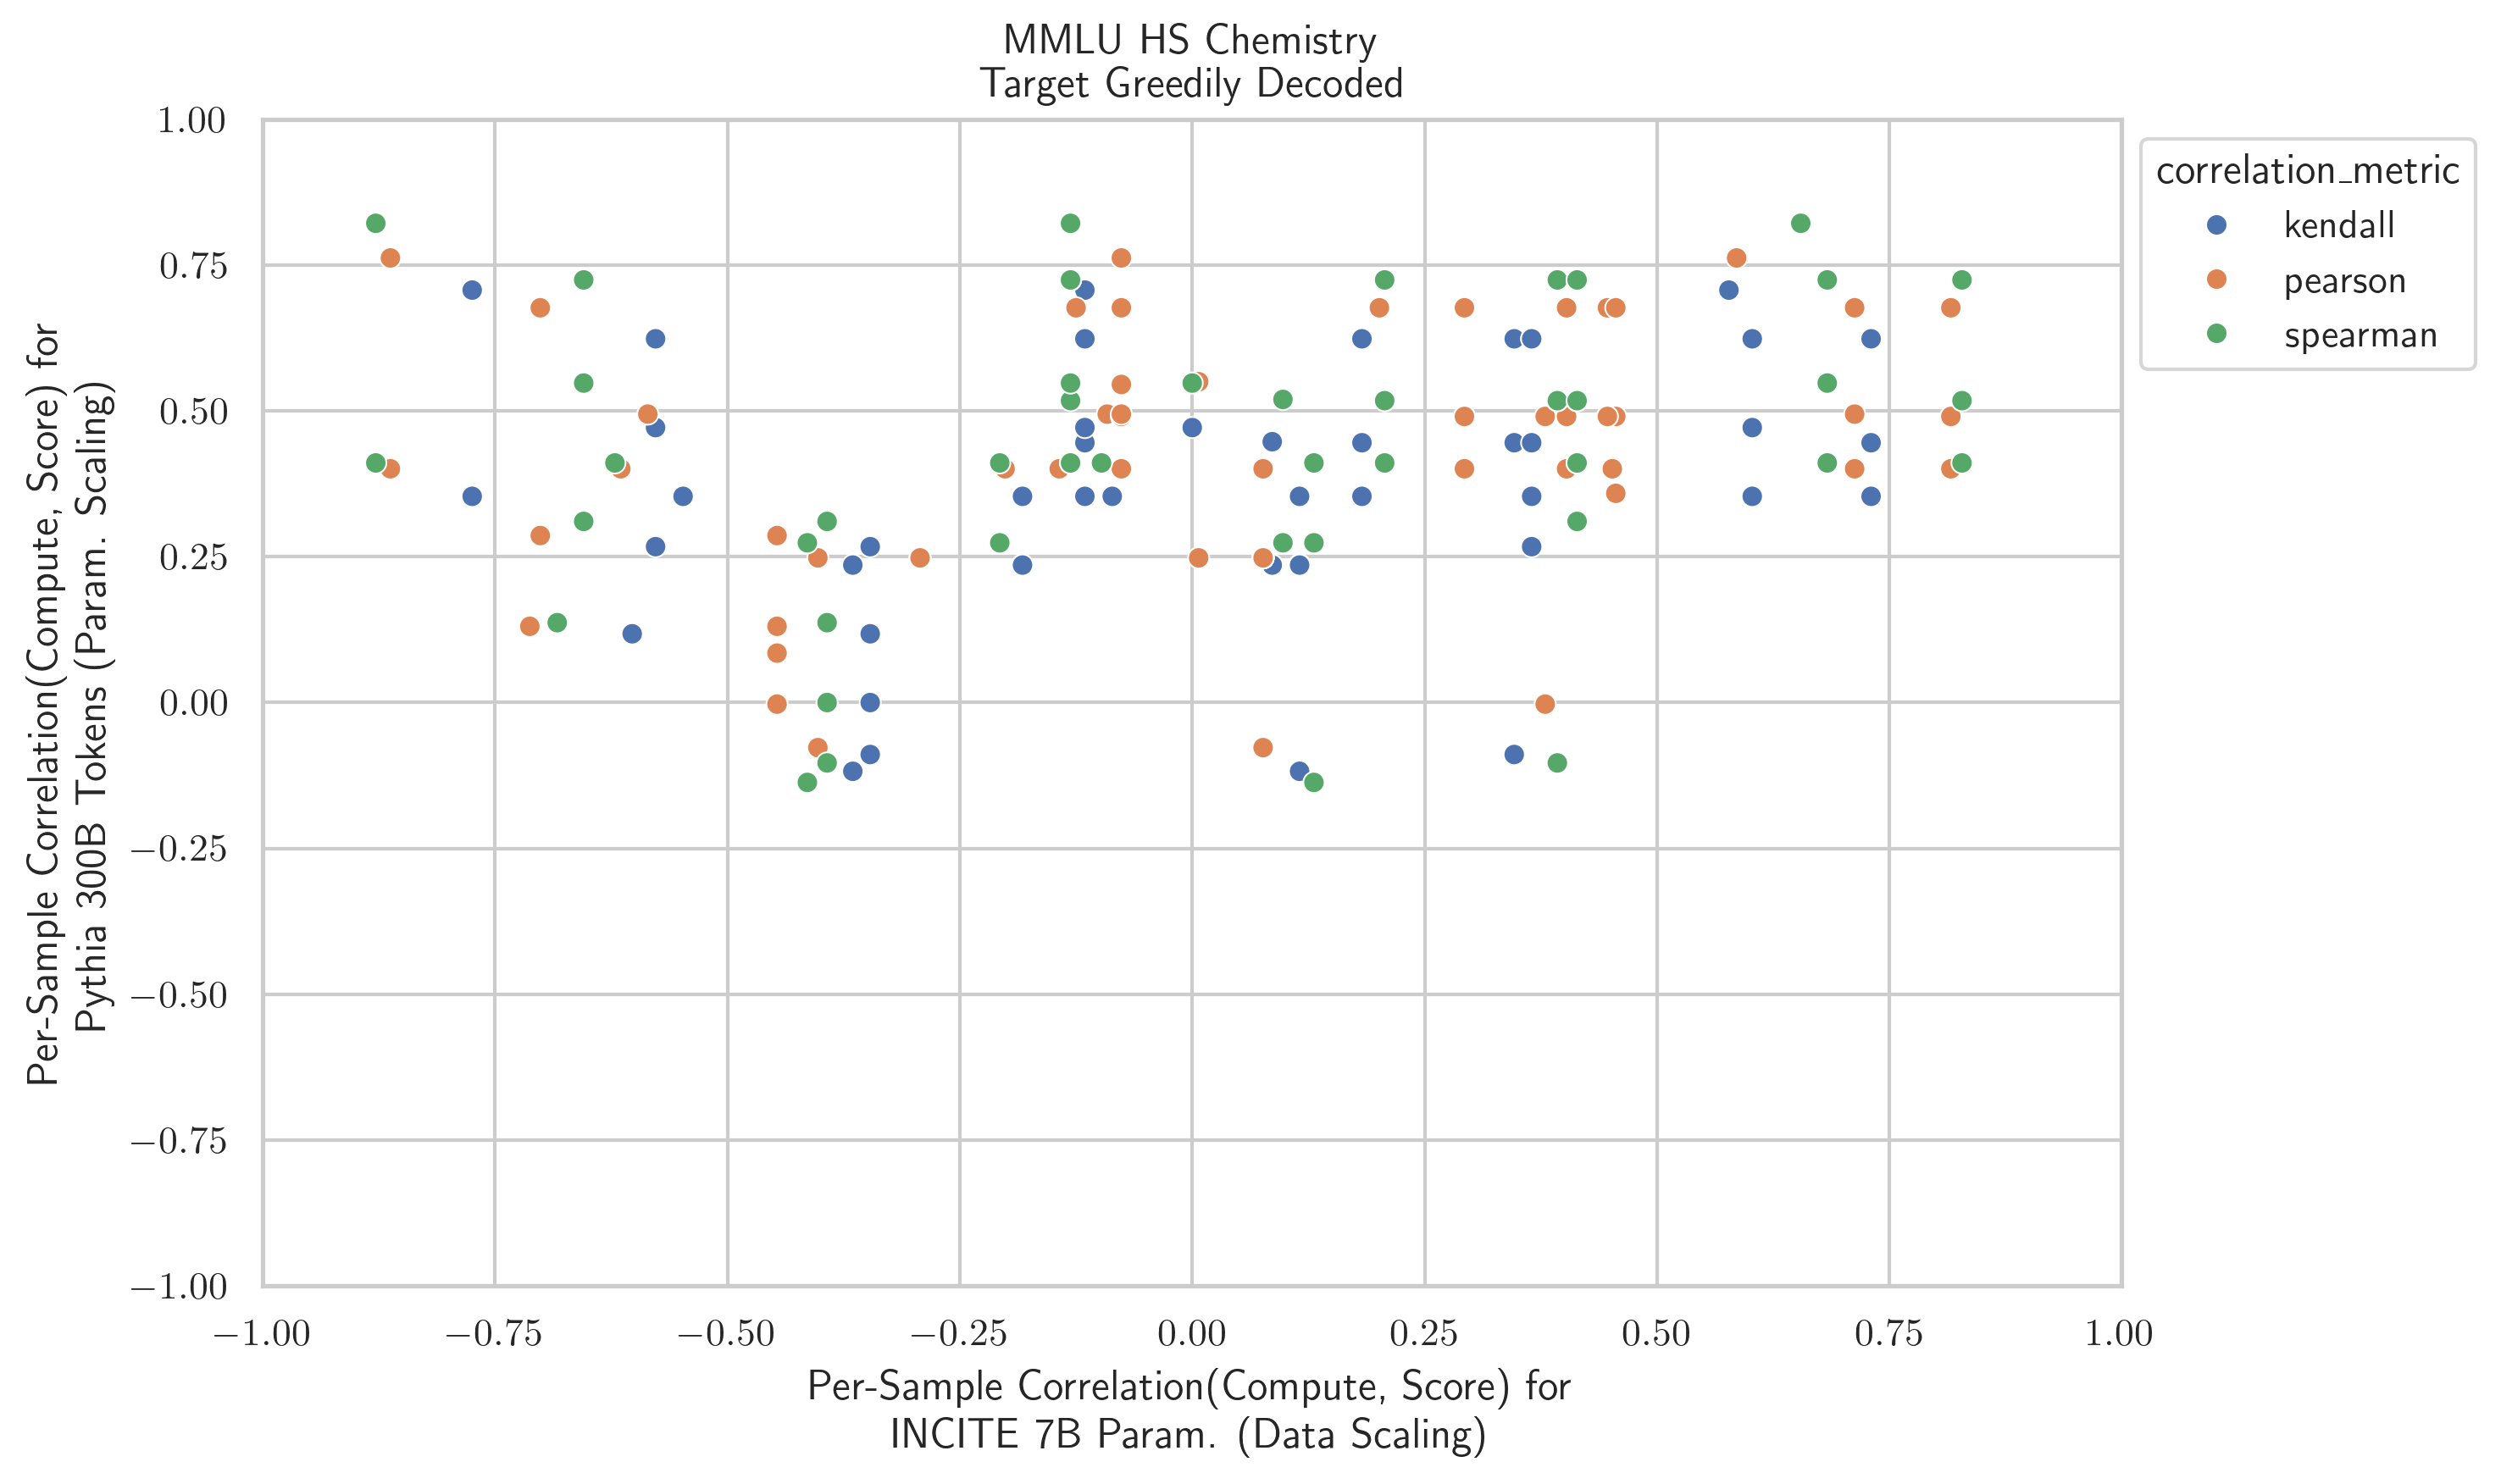 MMLU HS Chemistry
Target Greedily Decoded
correlation_metric
kendall
pearson
spearman
Per-Sample Correlation(Compute, Score) for
Pythia 300B Tokens (Param. Scaling)
1.00
0.75
0.50
0.25
0.00
−0.25
−0.50
−0.75
−1.00
−1.00 −0.75 −0.50 −0.25 0.00 0.25 0.50 0.75 1.00
Per-Sample Correlation(Compute, Score) for
INCITE 7B Param. (Data Scaling)